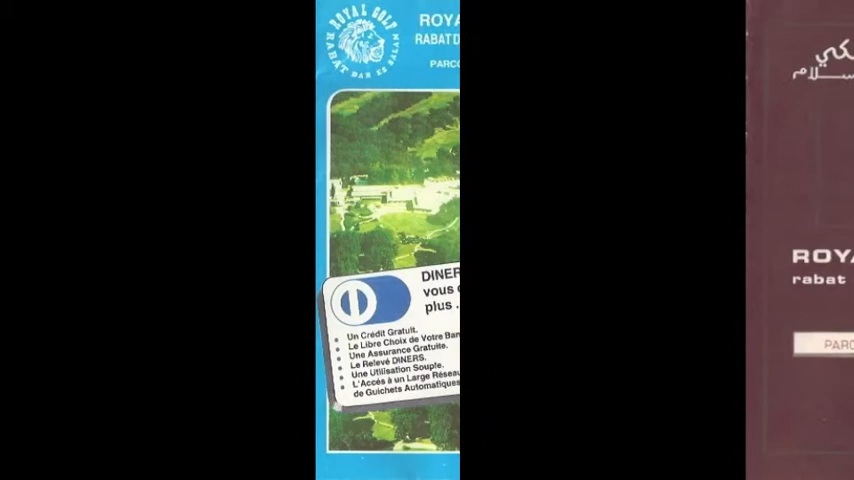 ROYAL GOLF
RABAT
DAR ES SALAM
ROYA
RABAT D
PARCO
DINER
vous
plus .
Un Crédit Gratuit.
Le Libre Choix de Votre Ban
Une Assurance Gratuite.
Le Relevé DINERS.
Une Utilisation Souple.
L'Accés à un Large Réseau
de Guichets Automatiques
ROYA
rabat
PARC